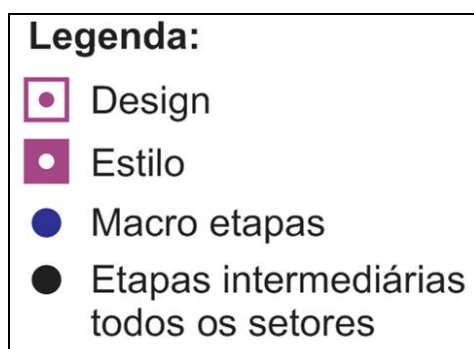 Legenda:
Design
Estilo
Macro etapas
Etapas intermediárias
todos os setores